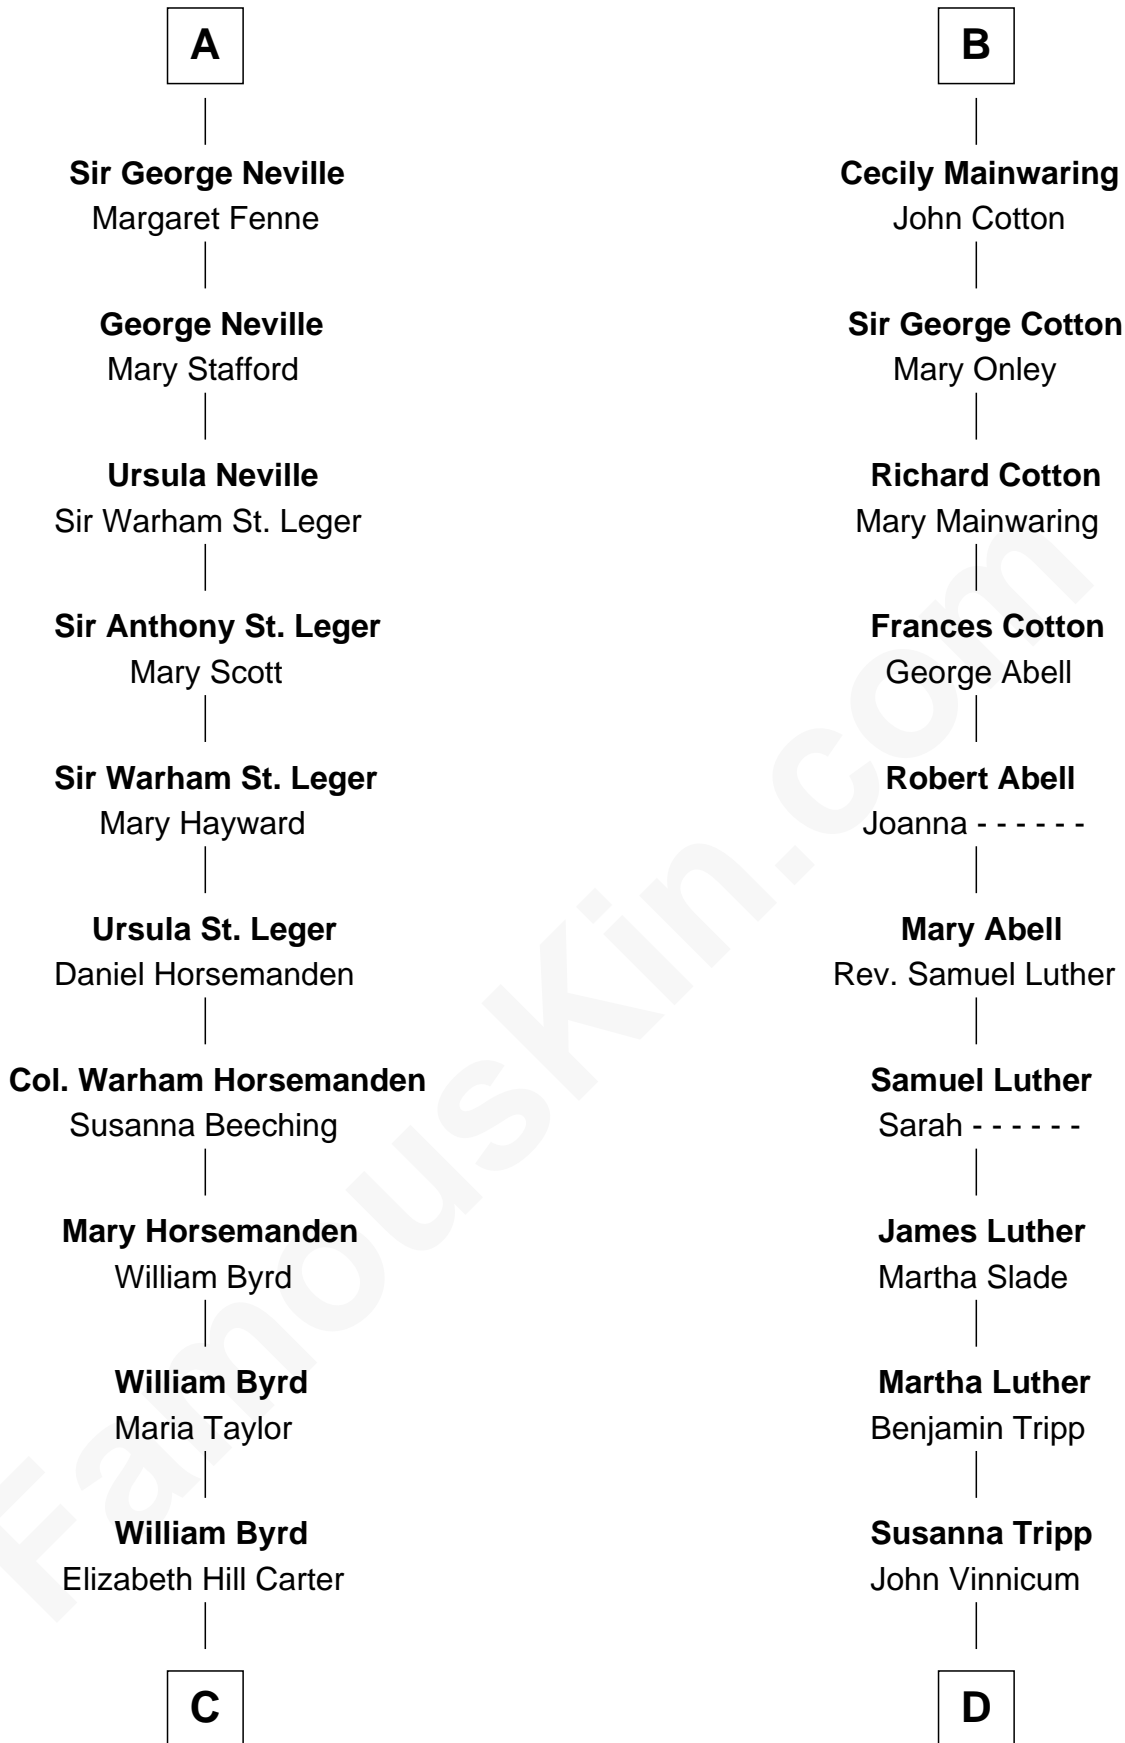 A
Sir George Neville
Margaret Fenne
George Neville
Mary Stafford
Ursula Neville
Sir Warham St. Leger
Sir Anthony St. Leger
Mary Scott
Sir Warham St. Leger
Mary Hayward
Ursula St. Leger
Daniel Horsemanden
Col. Warham Horsemanden
Susanna Beeching
Mary Horsemanden
William Byrd
William Byrd
Maria Taylor
William Byrd
Elizabeth Hill Carter
C
B
Cecily Mainwaring
John Cotton
Sir George Cotton
Mary Onley
Richard Cotton
Mary Mainwaring
Frances Cotton
George Abell
Robert Abell
Joanna - - - - - -
Mary Abell
Rev. Samuel Luther
Samuel Luther
Sarah - - - - - -
James Luther
Martha Slade
Martha Luther
Benjamin Tripp
Susanna Tripp
John Vinnicum
D
FamousKin.com